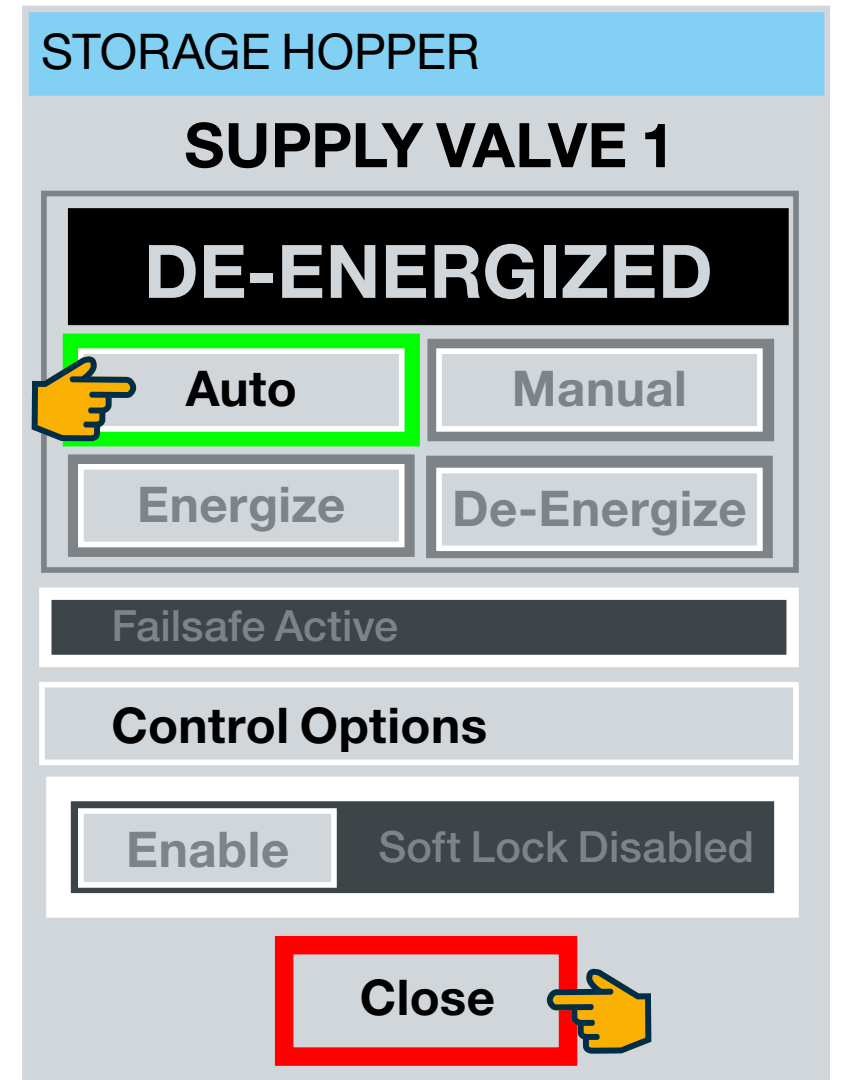 STORAGE HOPPER
SUPPLY VALVE 1
DE-ENERGIZED
Auto Manual
Energize De-Energize
Failsafe Active
Control Options
Enable Soft Lock Disabled
Close